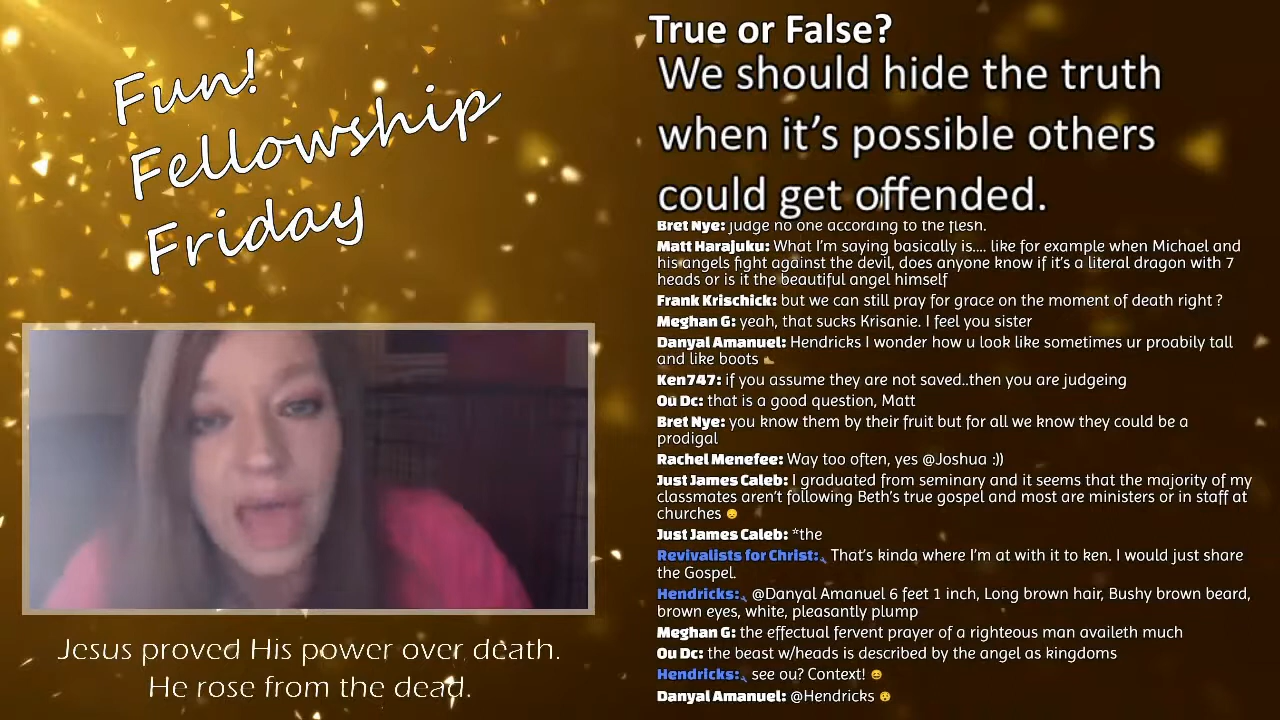 Fun!
Fellowship
Friday
Jesus proved His power over death.
He rose from the dead.
True or False?
We should hide the truth
when it's possible others
could get offended.
Bret Nye: judge no one according to the flesh.
Matt Harajuku: What I'm saying basically is.... like for example when Michael and
his angels fight against the devil, does anyone know if it's a literal dragon with 7
heads or is it the beautiful angel himself
Frank Krischick: but we can still pray for grace on the moment of death right ?
Meghan G: yeah, that sucks Krisanie. I feel you sister
Danyal Amanuel: Hendricks I wonder how u look like sometimes ur proabily tall
and like boots 🥾
Ken747: if you assume they are not saved..then you are judgeing
Ou Dc: that is a good question, Matt
Bret Nye: you know them by their fruit but for all we know they could be a
prodigal
Rachel Menefee: Way too often, yes @Joshua :))
Just James Caleb: I graduated from seminary and it seems that the majority of my
classmates aren't following Beth's true gospel and most are ministers or in staff at
churches 😞
Just James Caleb: *the
Revivalists for Christ: That's kinda where I'm at with it to ken. I would just share
the Gospel.
Hendricks: @Danyal Amanuel 6 feet 1 inch, Long brown hair, Bushy brown beard,
brown eyes, white, pleasantly plump
Meghan G: the effectual fervent prayer of a righteous man availeth much
Ou Dc: the beast w/heads is described by the angel as kingdoms
Hendricks: see ou? Context! 😊
Danyal Amanuel: @Hendricks 😯